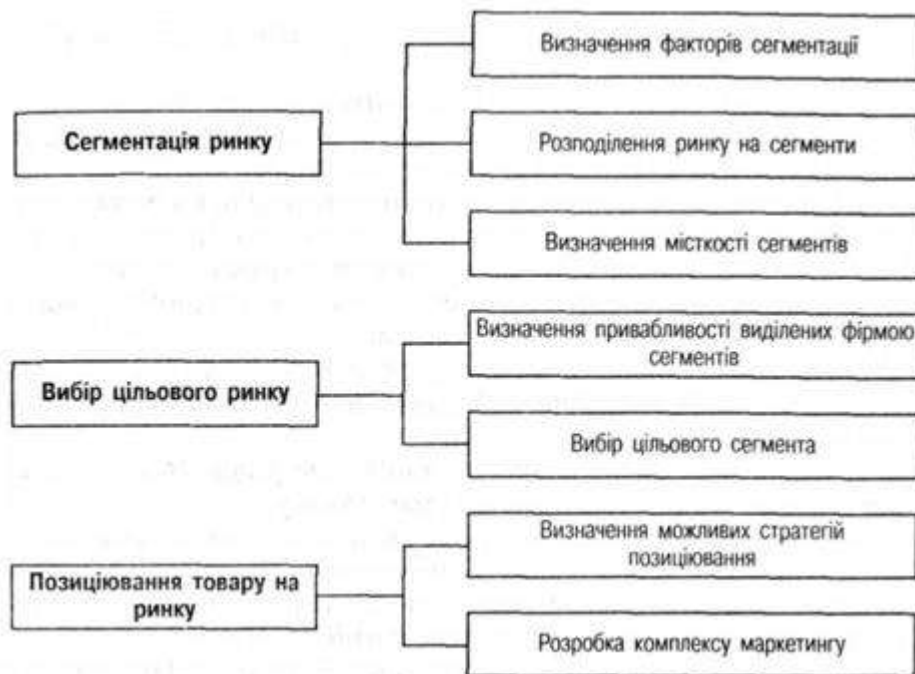 Сегментація ринку
Визначення факторів сегментації
Розподілення ринку на сегменти
Визначення місткості сегментів
Вибір цільового ринку
Визначення привабливості виділених фірмою
сегментів
Вибір цільового сегмента
Позиціювання товару на
ринку
Визначення можливих стратегій
позиціювання
Розробка комплексу маркетингу